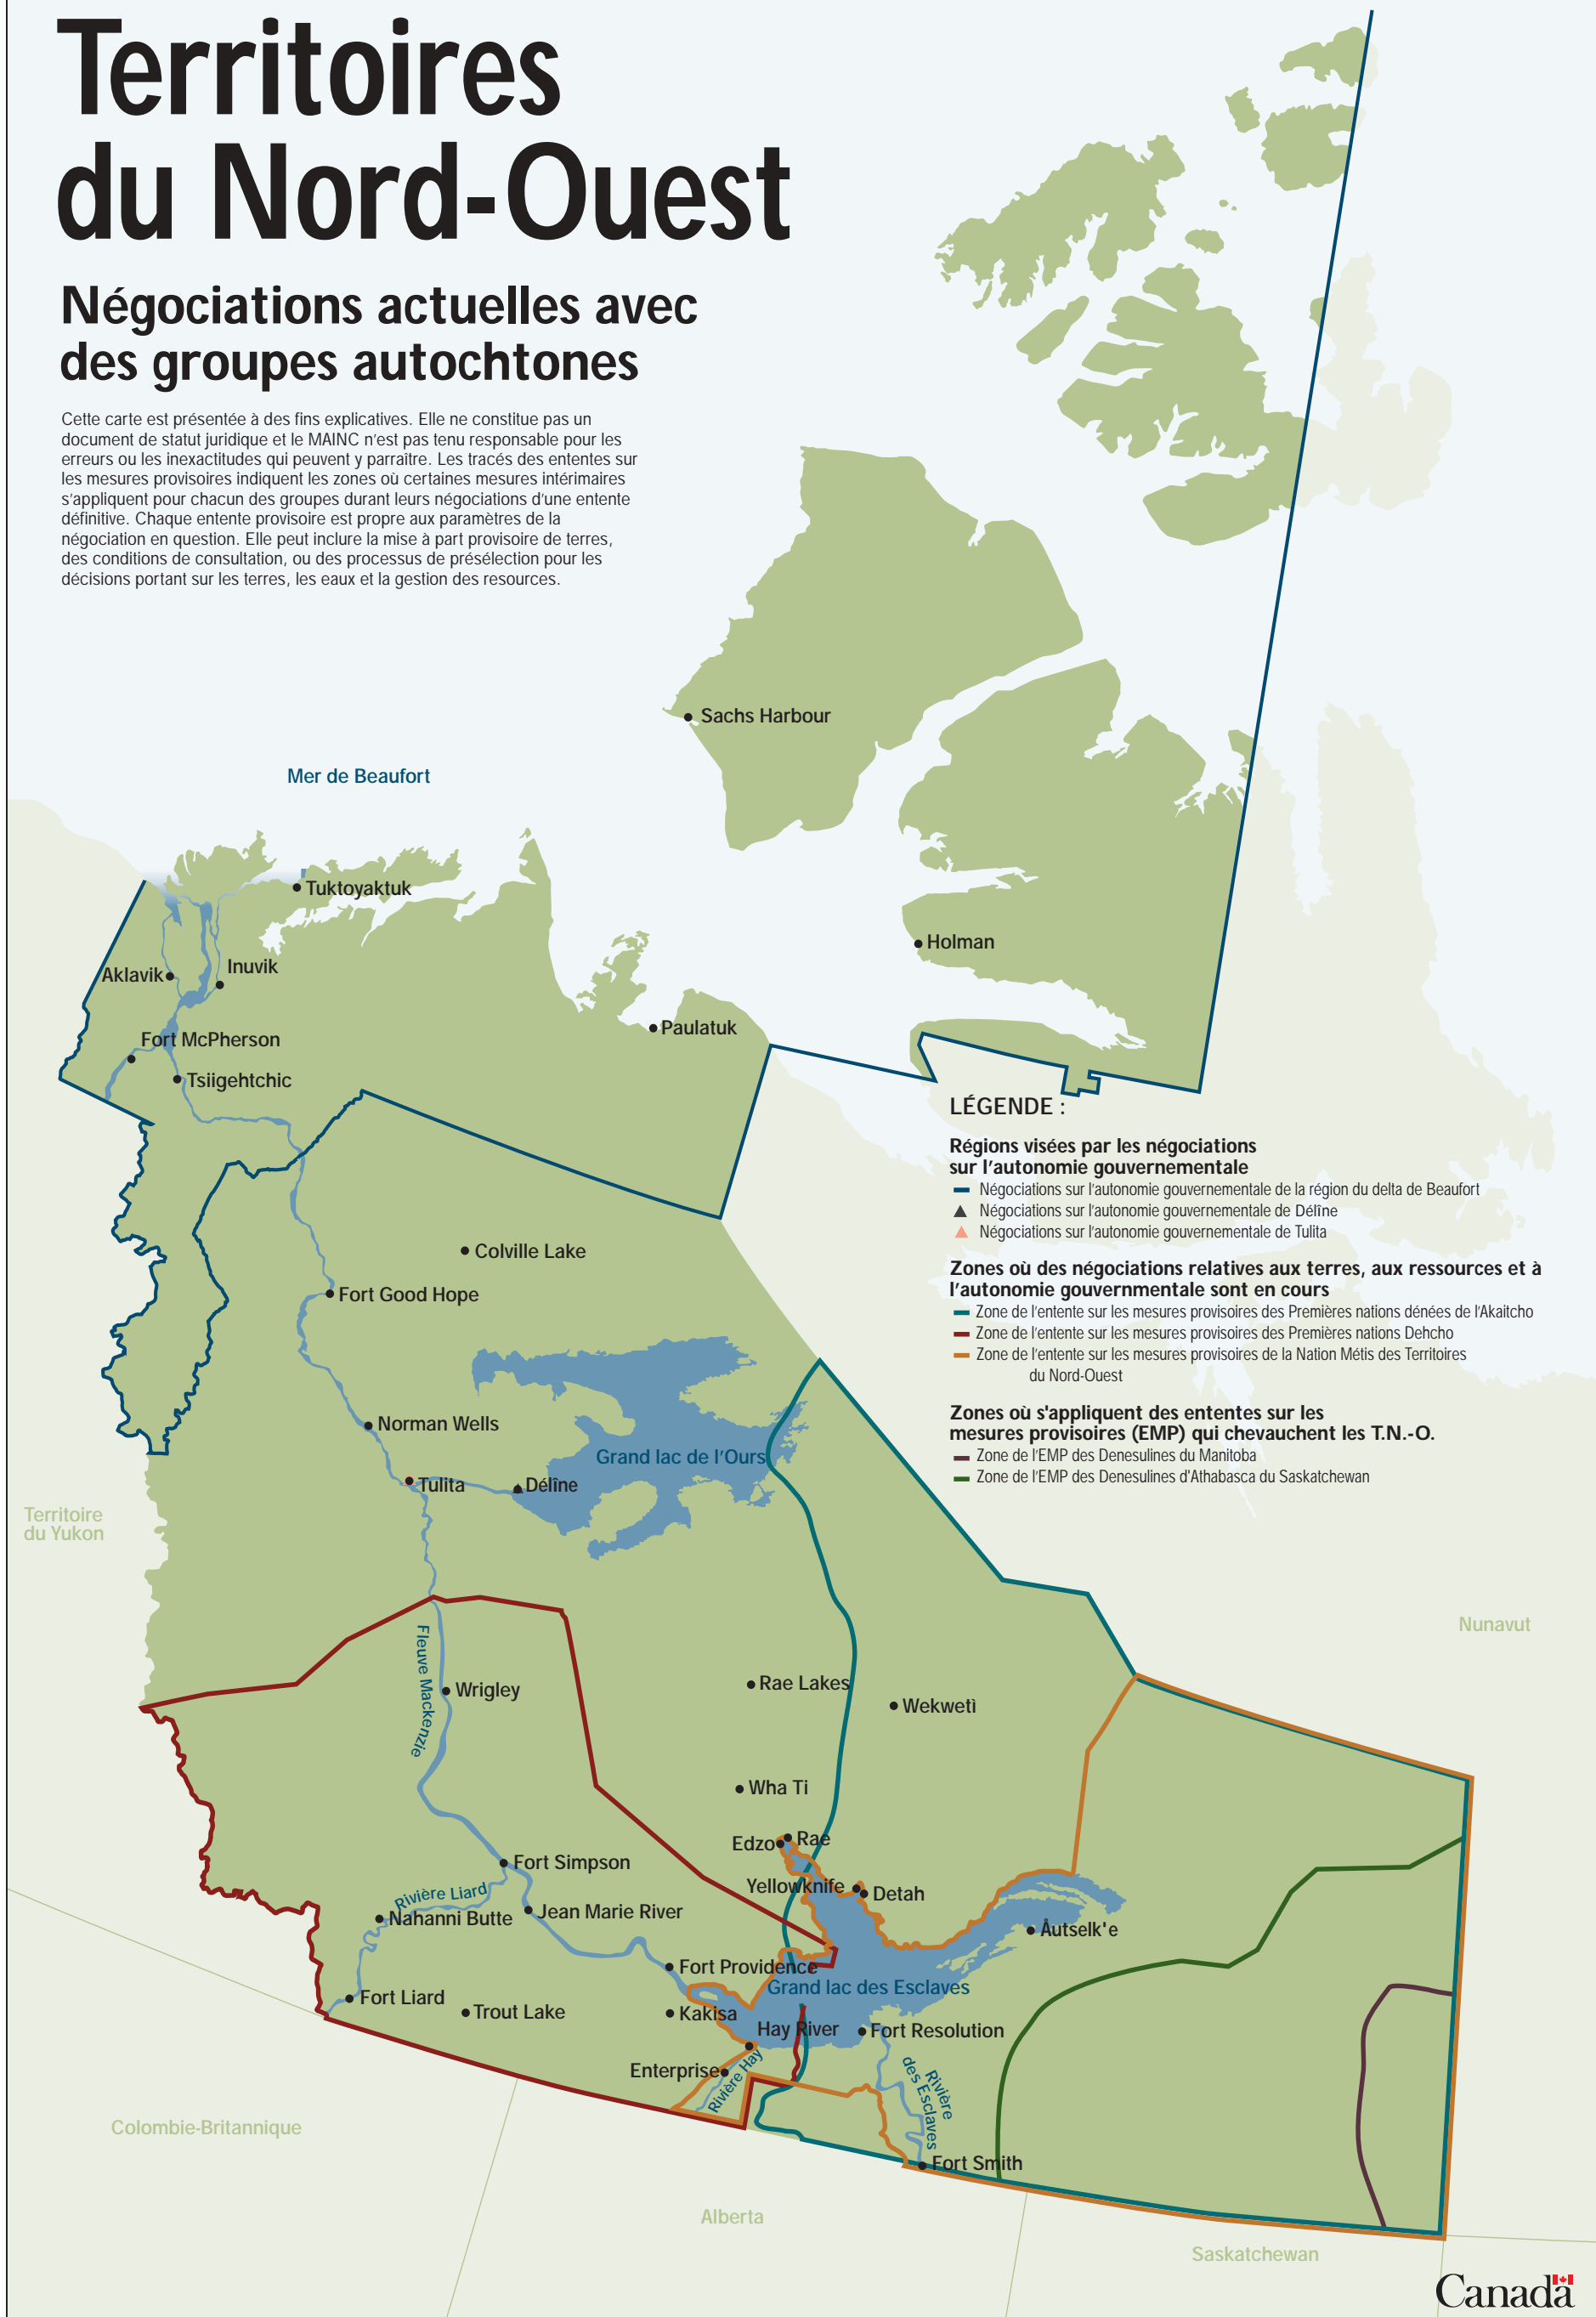 Territoires
du Nord-Ouest
Négociations actuelles avec
des groupes autochtones
Cette carte est présentée à des fins explicatives. Elle ne constitue pas un
document de statut juridique et le MAINC n'est pas tenu responsable pour les
erreurs ou les inexactitudes qui peuvent y parraître. Les tracés des ententes sur
les mesures provisoires indiquent les zones où certaines mesures intérimaires
s'appliquent pour chacun des groupes durant leurs négociations d'une entente
définitive. Chaque entente provisoire est propre aux paramètres de la
négociation en question. Elle peut inclure la mise à part provisoire de terres,
des conditions de consultation, ou des processus de présélection pour les
décisions portant sur les terres, les eaux et la gestion des resources.
Sachs Harbour
Mer de Beaufort
Tuktoyaktuk
Holman
Aklavik
Inuvik
Paulatuk
Fort McPherson
Tsiigehtchic
LÉGENDE :
Régions visées par les négociations
sur l'autonomie gouvernementale
Négociations sur l'autonomie gouvernementale de la région du delta de Beaufort
Négociations sur l'autonomie gouvernementale de Délîne
Négociations sur l'autonomie gouvernementale de Tulita
Zones où des négociations relatives aux terres, aux ressources et à
l'autonomie gouvernmentale sont en cours
Zone de l'entente sur les mesures provisoires des Premières nations dénées de l'Akaitcho
Zone de l'entente sur les mesures provisoires des Premières nations Dehcho
Zone de l'entente sur les mesures provisoires de la Nation Métis des Territoires
du Nord-Ouest
Zones où s'appliquent des ententes sur les
mesures provisoires (EMP) qui chevauchent les T.N.-O.
Zone de l'EMP des Denesulines du Manitoba
Zone de l'EMP des Denesulines d'Athabasca du Saskatchewan
Colville Lake
Fort Good Hope
Norman Wells
Grand lac de l'Ours
Tulita
Délîne
Territoire
du Yukon
Nunavut
Fleuve Mackenzie
Wrigley
Rae Lakes
Wekwetì
Wha Ti
Edzo
Rae
Fort Simpson
Yellowknife
Detah
Rivière Liard
Nahanni Butte
Jean Marie River
Åutselk'e
Fort Providence
Grand lac des Esclaves
Fort Liard
Trout Lake
Kakisa
Hay River
Fort Resolution
Enterprise
Rivière Hay
Rivière
des Esclaves
Fort Smith
Colombie-Britannique
Alberta
Saskatchewan
Canada